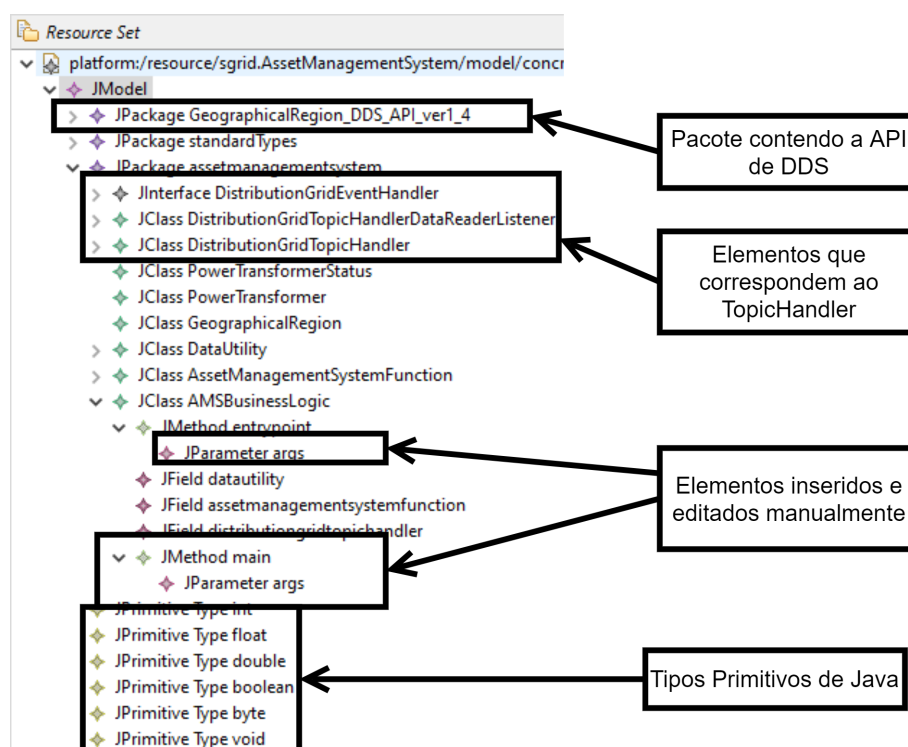 Resource Set
platform:/resource/sgrid.AssetManagementSystem/model/concr
JModel
JPackage GeographicalRegion_DDS_API_ver1_4
JPackage standardTypes
JPackage assetmanagementsystem
JInterface DistributionGridEventHandler
JClass DistributionGridTopicHandlerDataReaderListener
JClass DistributionGridTopicHandler
JClass PowerTransformerStatus
JClass PowerTransformer
JClass GeographicalRegion
JClass DataUtility
JClass AssetManagementSystemFunction
JClass AMSBusinessLogic
JMethod entrypoint
JParameter args
JField datautility
JField assetmanagementsystemfunction
JField distributiongridtopichandler
JMethod main
JParameter args
JPrimitive Type int
JPrimitive Type float
JPrimitive Type double
JPrimitive Type boolean
JPrimitive Type byte
JPrimitive Type void
Pacote contendo a API
de DDS
Elementos que
correspondem ao
TopicHandler
Elementos inseridos e
editados manualmente
Tipos Primitivos de Java